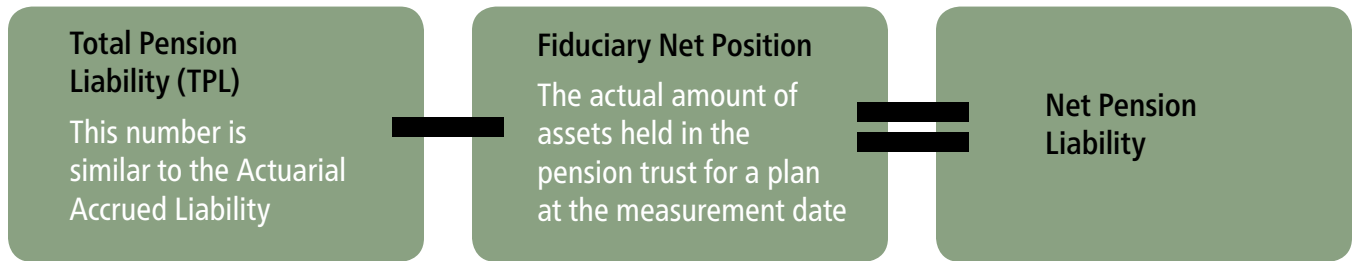 Total Pension
Liability (TPL)
This number is
similar to the Actuarial
Accrued Liability
Fiduciary Net Position
The actual amount of
assets held in the
pension trust for a plan
at the measurement date
Net Pension
Liability